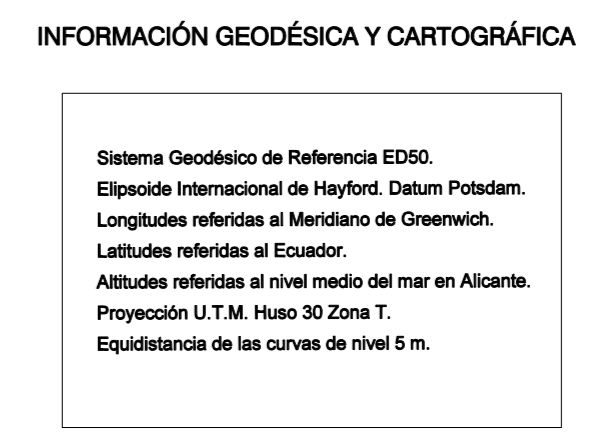 INFORMACIÓN GEODÉSICA Y CARTOGRÁFICA
Sistema Geodésico de Referencia ED50.
Elipsoide Internacional de Hayford. Datum Potsdam.
Longitudes referidas al Meridiano de Greenwich.
Latitudes referidas al Ecuador.
Altitudes referidas al nivel medio del mar en Alicante.
Proyección U.T.M. Huso 30 Zona T.
Equidistancia de las curvas de nivel 5 m.